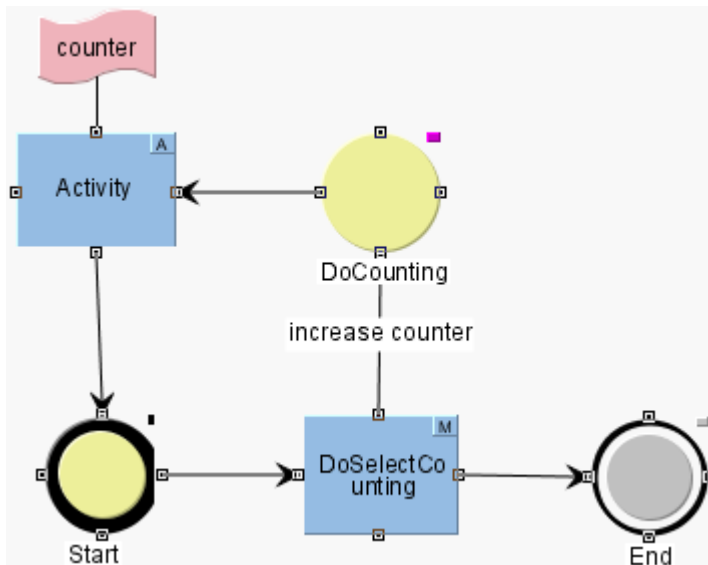 counter
A
Activity
DoCounting
increase counter
M
DoSelectCo
unting
Start
End